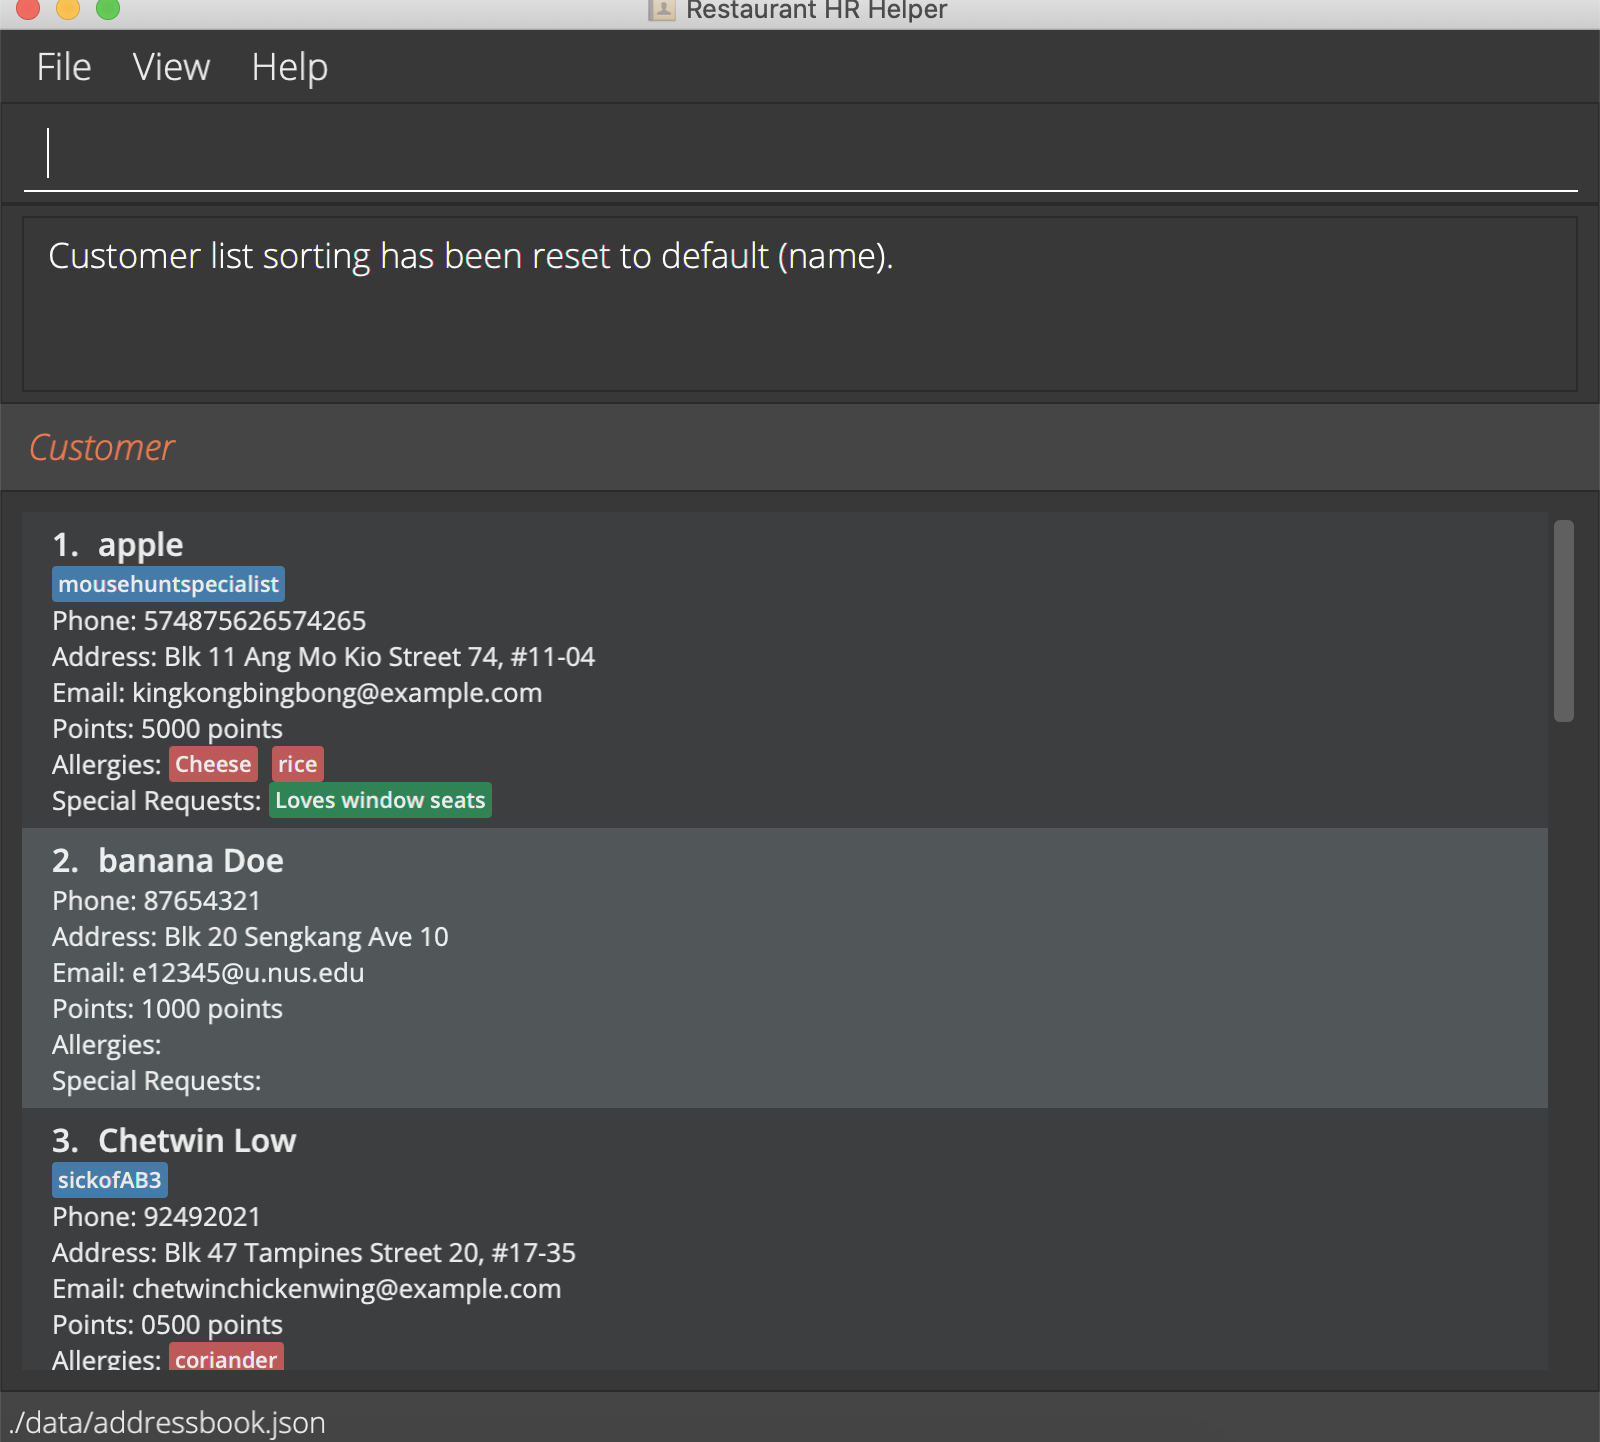 Restaurant HR Helper
File View Help
Customer list sorting has been reset to default (name).
Customer
1. apple
mousehuntspecialist
Phone: 574875626574265
Address: Blk 11 Ang Mo Kio Street 74, #11-04
Email: kingkongbingbong@example.com
Points: 5000 points
Allergies: Cheese rice
Special Requests: Loves window seats
2. banana Doe
Phone: 87654321
Address: Blk 20 Sengkang Ave 10
Email: e12345@u.nus.edu
Points: 1000 points
Allergies:
Special Requests:
3. Chetwin Low
sickofAB3
Phone: 92492021
Address: Blk 47 Tampines Street 20, #17-35
Email: chetwinchickenwing@example.com
Points: 0500 points
Allergies: coriander
./data/addressbook.json